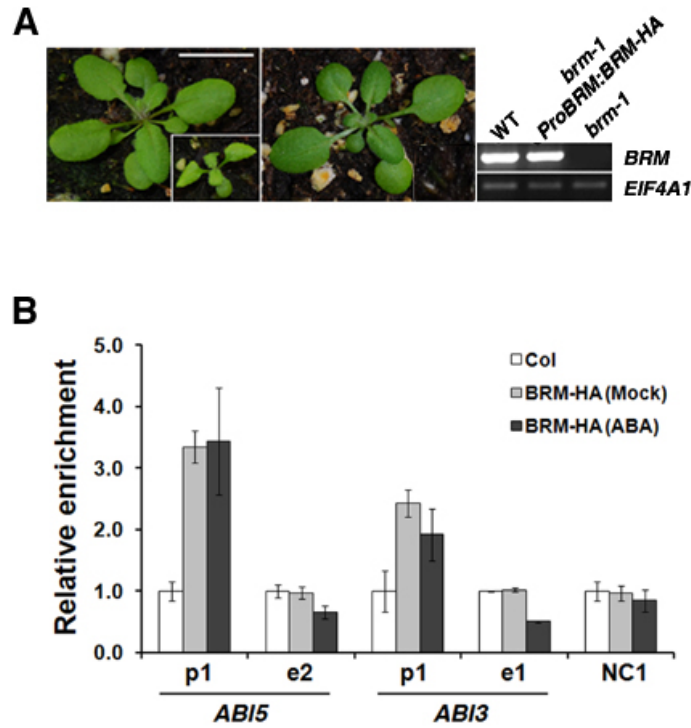 A
WT
brm-1
ProBRM:BRM-HA
brm-1
BRM
EIF4A1
B
Relative enrichment
5.0
4.0
3.0
2.0
1.0
0.0
Col
BRM-HA (Mock)
BRM-HA (ABA)
p1 e2 p1 e1 NC1
ABI5 ABI3